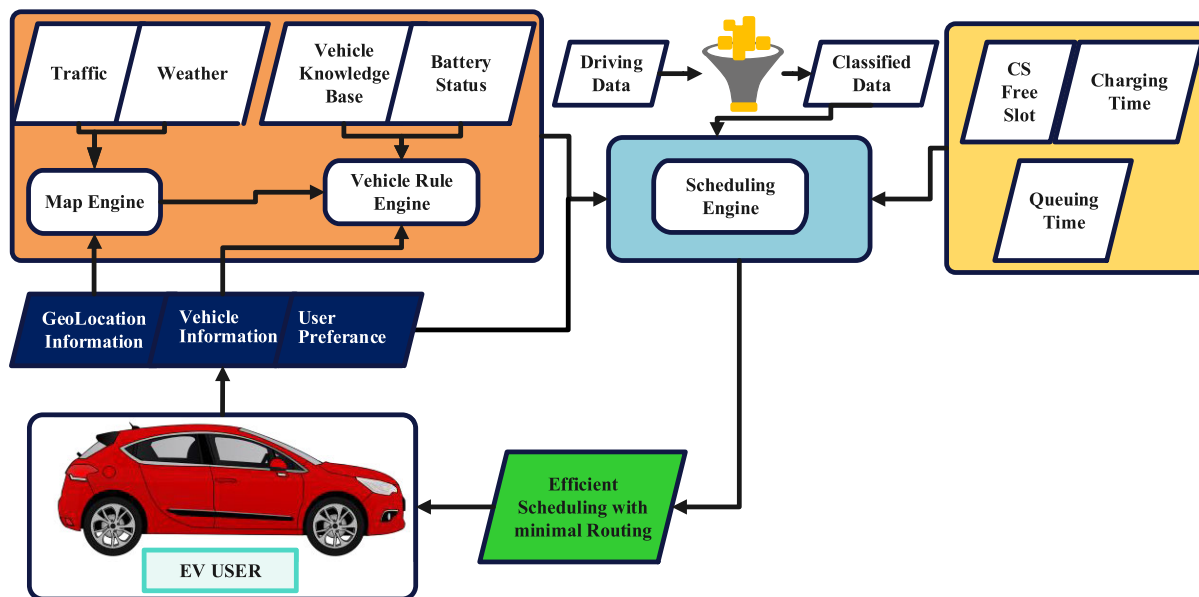 Traffic
Weather
Vehicle
Knowledge
Base
Battery
Status
Driving
Data
Classified
Data
CS
Free
Slot
Charging
Time
Map Engine
Vehicle Rule
Engine
Scheduling
Engine
Queuing
Time
GeoLocation
Information
Vehicle
Information
User
Preferance
Efficient
Scheduling with
minimal Routing
EV USER